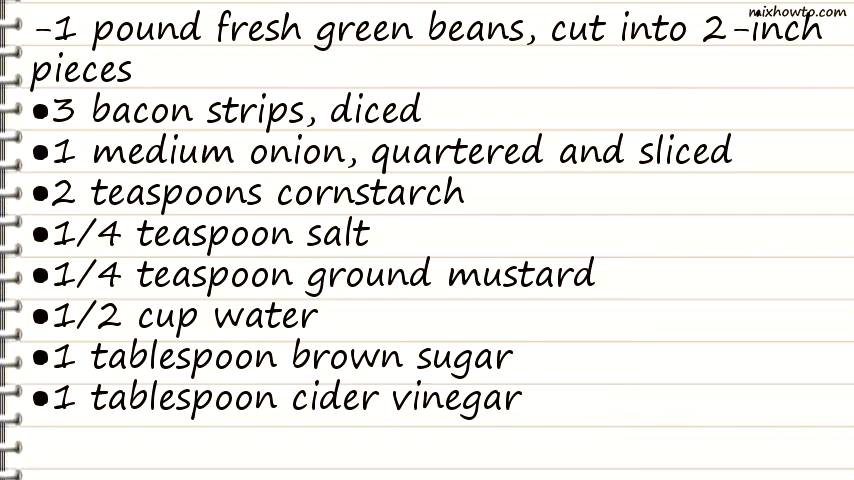 mixhowto.com
-1 pound fresh green beans, cut into 2-inch
pieces
•3 bacon strips, diced
•1 medium onion, quartered and sliced
•2 teaspoons cornstarch
•1/4 teaspoon salt
•1/4 teaspoon ground mustard
•1/2 cup water
•1 tablespoon brown sugar
•1 tablespoon cider vinegar